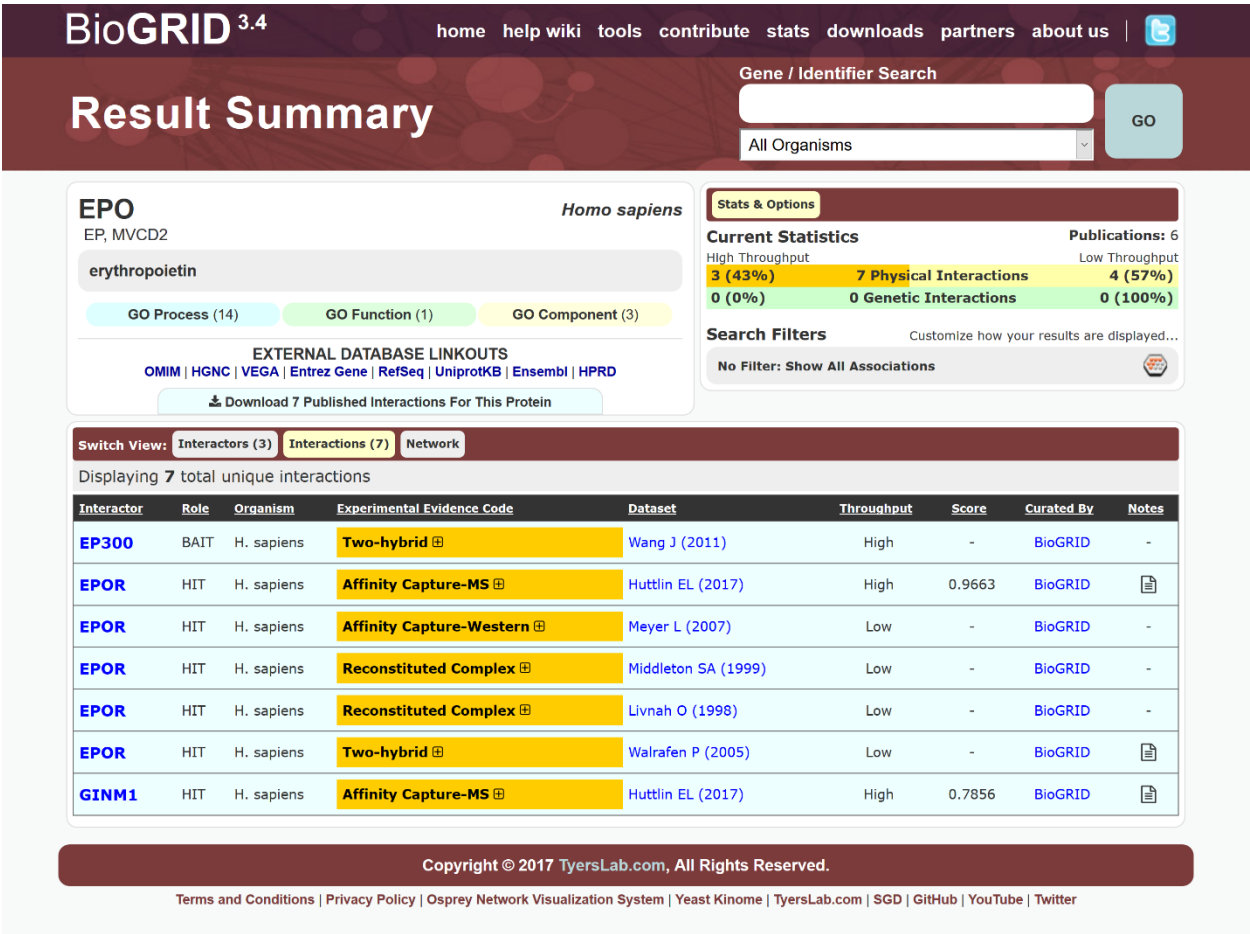 BioGRID 3.4
home help wiki tools contribute stats downloads partners about us |
Result Summary
Gene / Identifier Search
All Organisms
GO
EPO
Homo sapiens
EP, MVCD2
erythropoietin
GO Process (14) GO Function (1) GO Component (3)
EXTERNAL DATABASE LINKOUTS
OMIM | HGNC | VEGA | Entrez Gene | RefSeq | UniprotKB | Ensembl | HPRD
Download 7 Published Interactions For This Protein
Stats & Options
Current Statistics Publications: 6
High Throughput Low Throughput
3 (43%) 7 Physical Interactions 4 (57%)
0 (0%) 0 Genetic Interactions 0 (100%)
Search Filters Customize how your results are displayed...
No Filter: Show All Associations
Switch View: Interactors (3) Interactions (7) Network
Displaying 7 total unique interactions
Interactor Role Organism Experimental Evidence Code Dataset Throughput Score Curated By Notes
EP300 BAIT H. sapiens Two-hybrid Wang J (2011) High - BioGRID -
EPOR HIT H. sapiens Affinity Capture-MS Huttlin EL (2017) High 0.9663 BioGRID
EPOR HIT H. sapiens Affinity Capture-Western Meyer L (2007) Low - BioGRID -
EPOR HIT H. sapiens Reconstituted Complex Middleton SA (1999) Low - BioGRID -
EPOR HIT H. sapiens Reconstituted Complex Livnah O (1998) Low - BioGRID -
EPOR HIT H. sapiens Two-hybrid Walrafen P (2005) Low - BioGRID
GINM1 HIT H. sapiens Affinity Capture-MS Huttlin EL (2017) High 0.7856 BioGRID
Copyright © 2017 TyersLab.com, All Rights Reserved.
Terms and Conditions | Privacy Policy | Osprey Network Visualization System | Yeast Kinome | TyersLab.com | SGD | GitHub | YouTube | Twitter